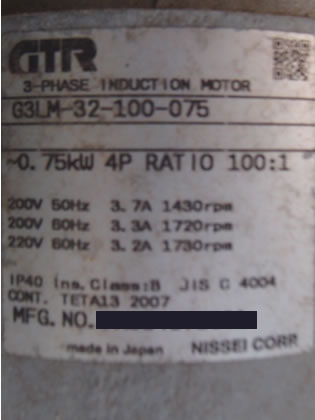 GTR
3-PHASE INDUCTION MOTOR
G3LM-32-100-075
~0.75kW 4P RATIO 100:1
200V 50Hz 3.7A 1430rpm
200V 60Hz 3.3A 1720rpm
220V 60Hz 3.2A 1730rpm
IP40 Ins.Class:B JIS C 4004
CONT. TETA13 2007
MFG.NO.
made in Japan NISSEI CORP.